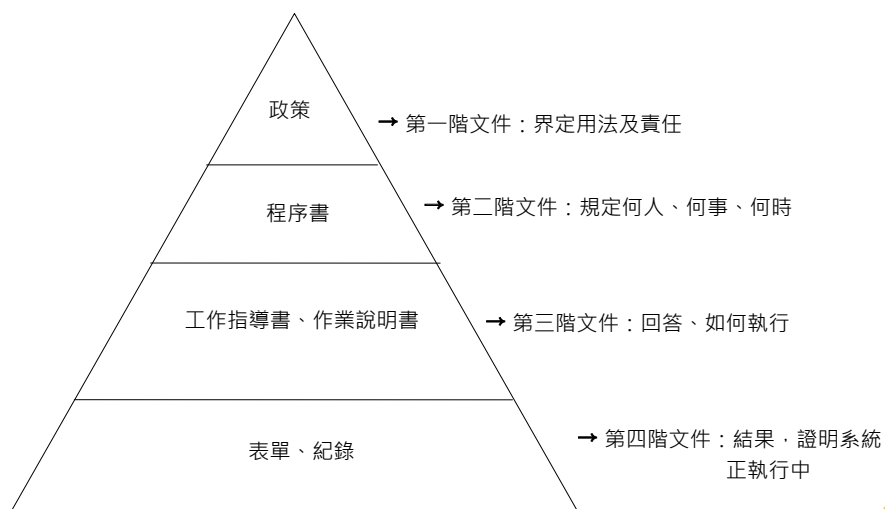 政策
→ 第一階文件：界定用法及責任
程序書
→ 第二階文件：規定何人、何事、何時
工作指導書、作業說明書
→ 第三階文件：回答、如何執行
表單、紀錄
→ 第四階文件：結果，證明系統
正執行中